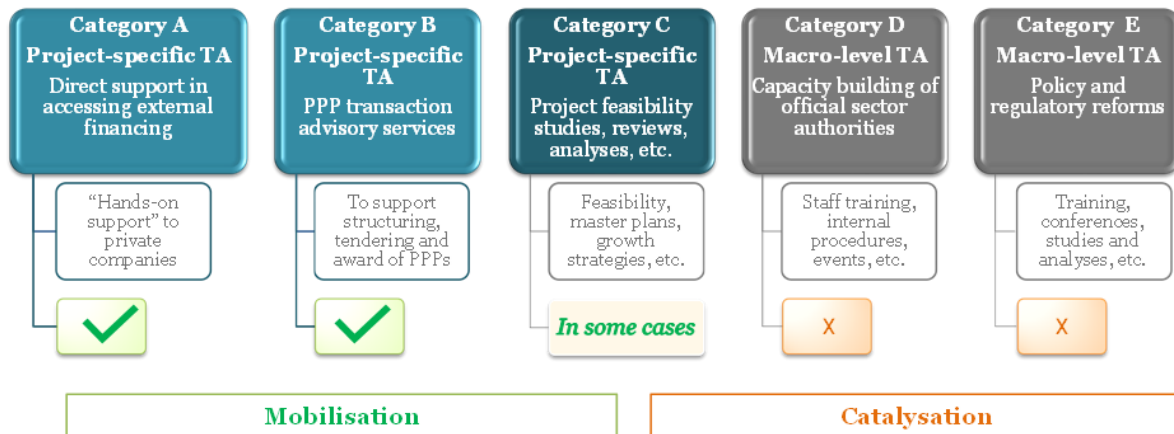 Category A
Project-specific TA
Direct support in
accessing external
financing
Category B
Project-specific
TA
PPP transaction
advisory services
Category C
Project-specific
TA
Project feasibility
studies, reviews,
analyses, etc.
Category D
Macro-level TA
Capacity building of
official sector
authorities
Category E
Macro-level TA
Policy and
regulatory reforms
“Hands-on
support” to
private
companies
To support
structuring,
tendering and
award of PPPs
Feasibility,
master plans,
growth
strategies, etc.
Staff training,
internal
procedures,
events, etc.
Training,
conferences,
studies and
analyses, etc.
In some cases
X
X
Mobilisation
Catalysation